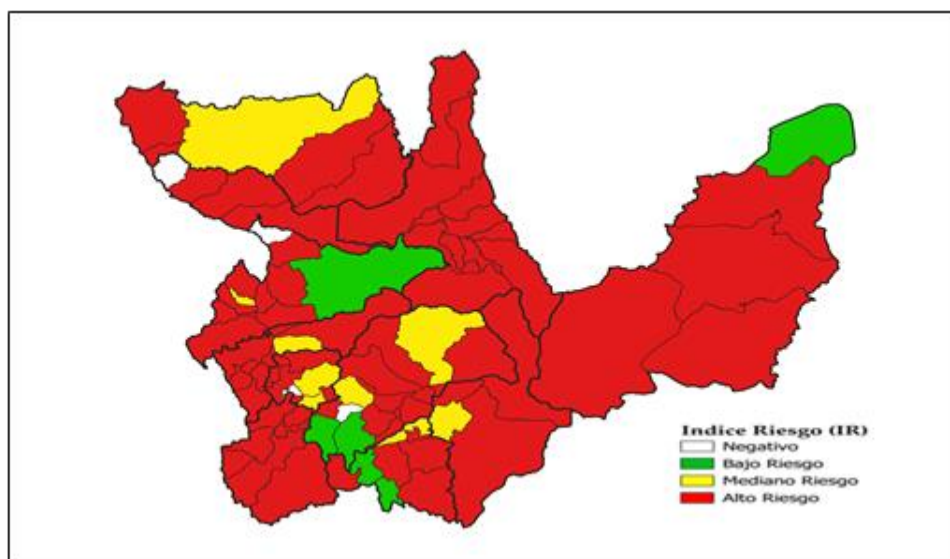 Indice Riesgo (IR)
Negativo
Bajo Riesgo
Mediano Riesgo
Alto Riesgo